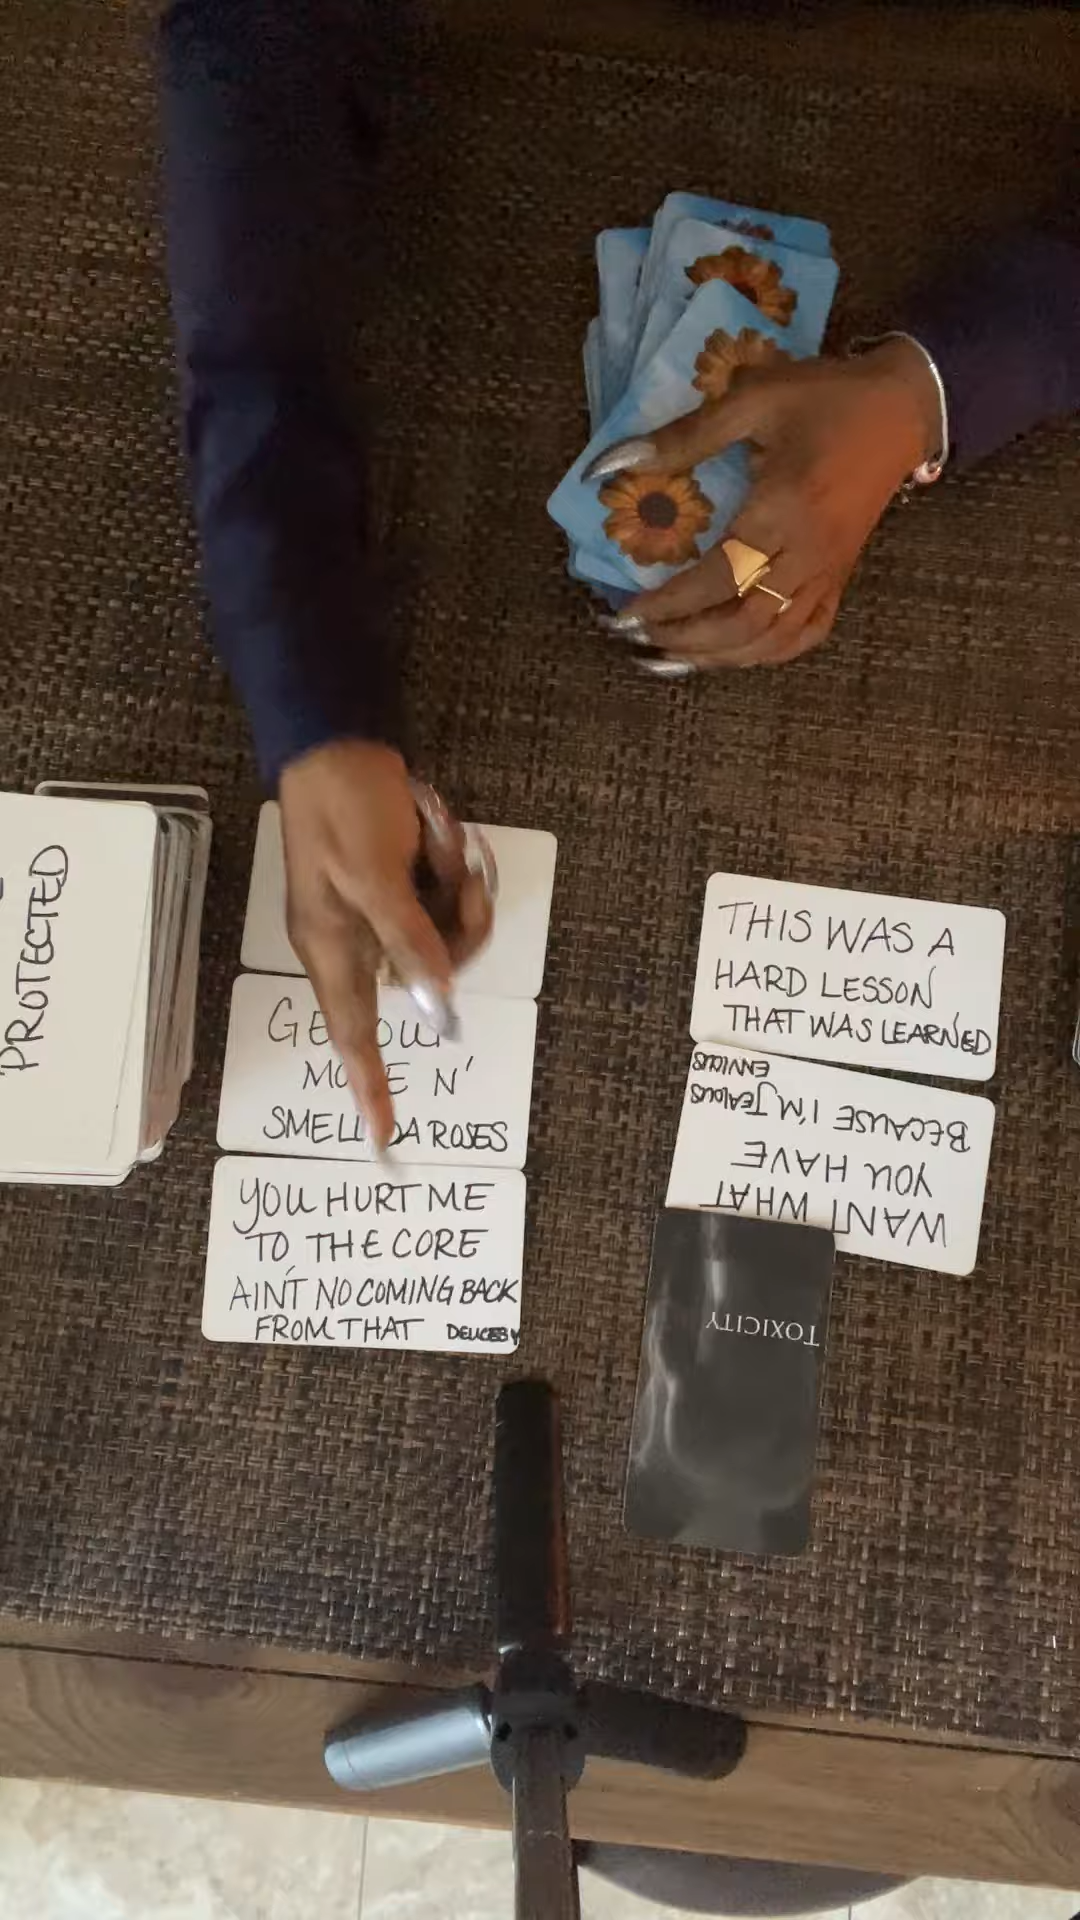 PROTECTED
MOVE N'
SMELL DA ROSES
YOU HURT ME
TO THE CORE
AIN'T NO COMING BACK
FROM THAT
THIS WAS A
HARD LESSON
THAT WAS LEARNED
WANT WHAT
YOU HAVE
BECAUSE I'M JEALOUS
ENVIOUS
TOXICITY